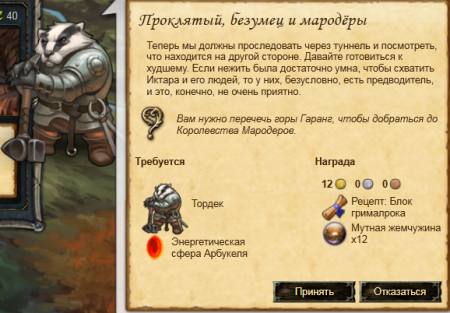 40
Проклятый, безумец и мародёры
Теперь мы должны проследовать через туннель и посмотреть,
что находится на другой стороне. Давайте готовиться к
худшему. Если нежить была достаточно умна, чтобы схватить
Иктара и его людей, то у них, безусловно, есть предводитель,
и это, конечно, не очень приятно.
Вам нужно перечечь горы Гаранг, чтобы добраться до
Королевства Мародеров.
Требуется
Награда
Тордек
12 0 0
Рецепт: Блок
грималрока
Энергетическая
сфера Арбукеля
Мутная жемчужина
x12
Принять
Отказаться